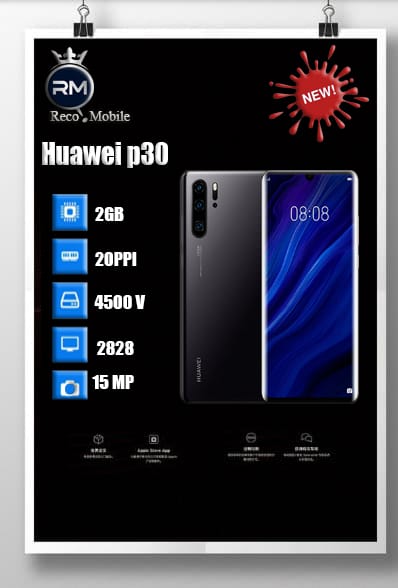 RM
Reco Mobile
NEW!
Huawei p30
2GB
20PPI
4500 V
2828
15 MP
08:08
HUAWEI
Apple Store App